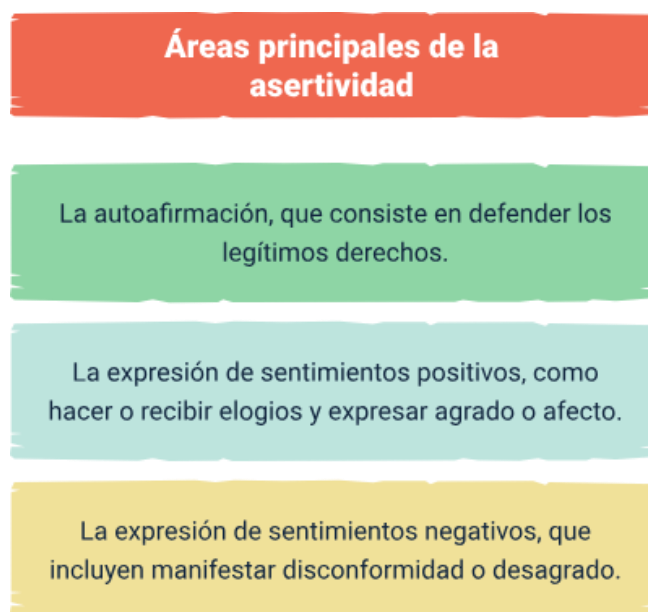 Áreas principales de la
asertividad
La autoafirmación, que consiste en defender los
legítimos derechos.
La expresión de sentimientos positivos, como
hacer o recibir elogios y expresar agrado o afecto.
La expresión de sentimientos negativos, que
incluyen manifestar disconformidad o desagrado.